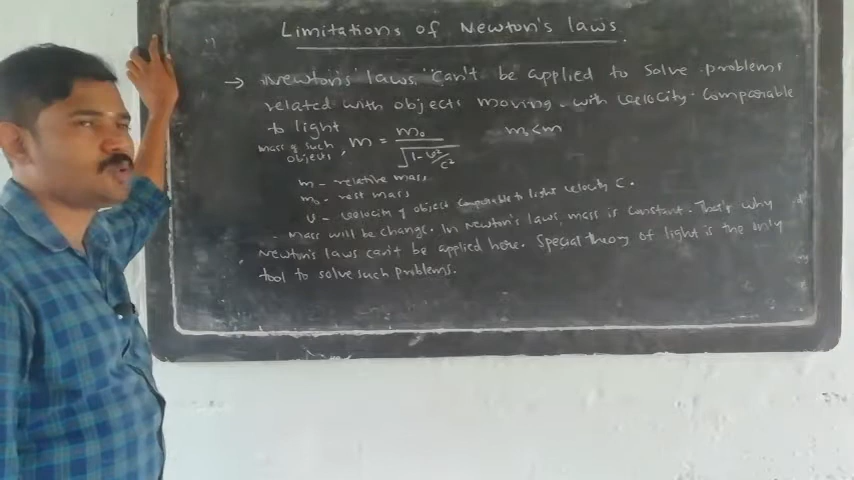 Limitations of Newton's laws.
→ Newton's laws can't be applied to solve problems
related with objects moving with velocity comparable
to light
mass of such objects, m = m₀ / √(1 - v²/c²)    m₀ < m
m - relative mass
m₀ - rest mass
v - velocity of object comparable to light velocity c.
mass will be change. In Newton's laws, mass is constant. That's why
Newton's laws can't be applied here. Special theory of light is the only
tool to solve such problems.